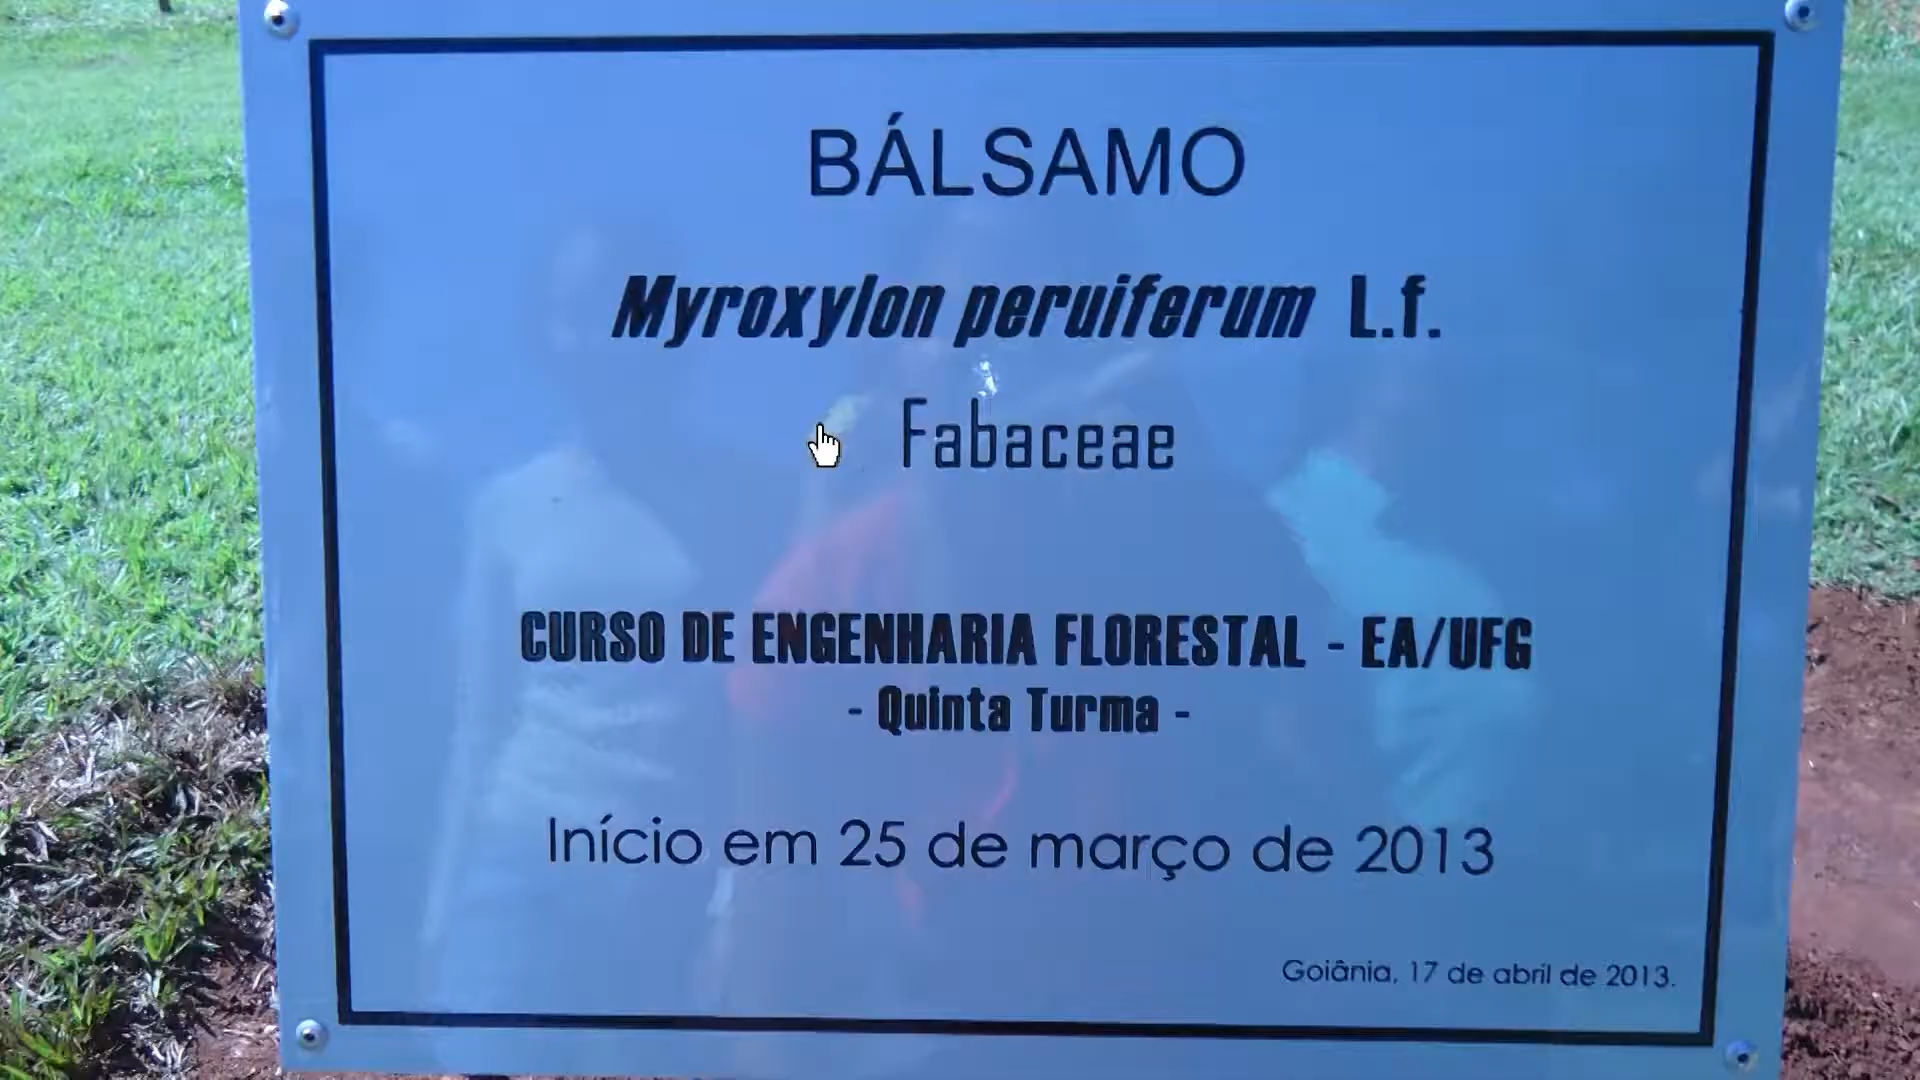 BÁLSAMO
Myroxylon peruiferum L.f.
Fabaceae
CURSO DE ENGENHARIA FLORESTAL - EA/UFG
- Quinta Turma -
Início em 25 de março de 2013
Goiânia, 17 de abril de 2013.